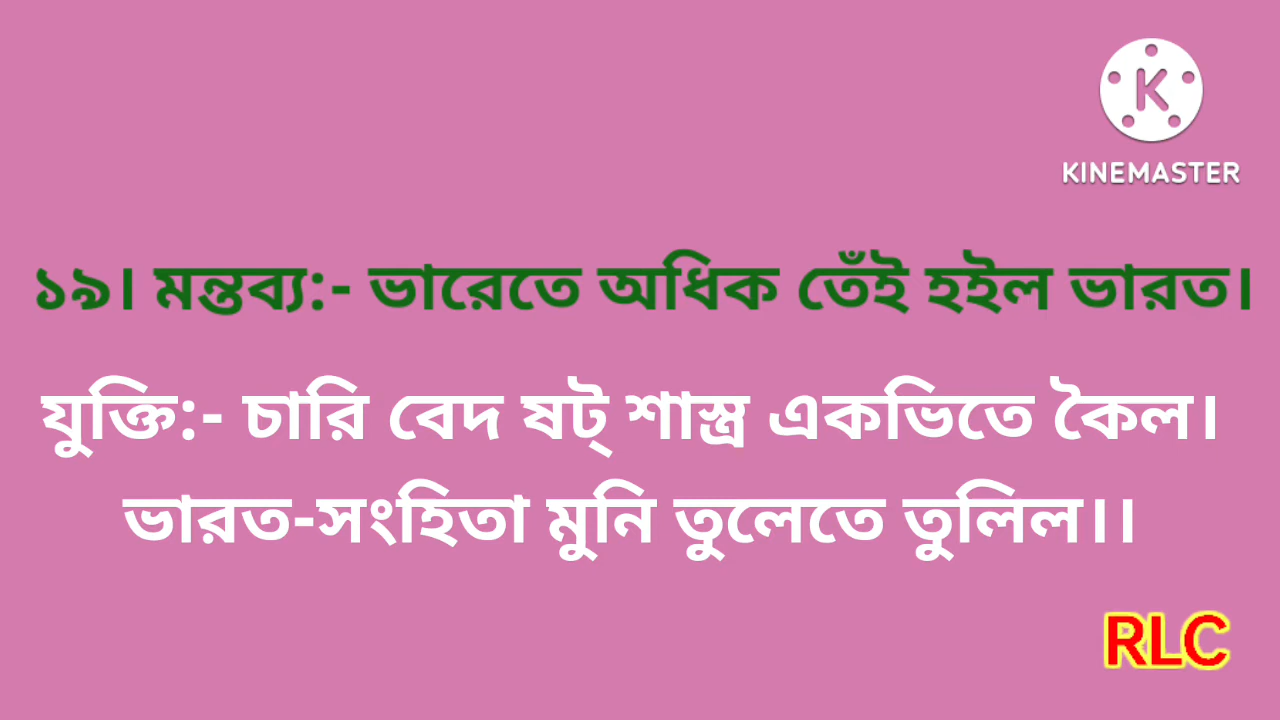 KINEMASTER
১৯। মন্তব্য:- ভারেতে অধিক তেঁই হইল ভারত।
যুক্তি:- চারি বেদ ষট্ শাস্ত্র একভিতে কৈল।
ভারত-সংহিতা মুনি তুলেতে তুলিল।।
RLC